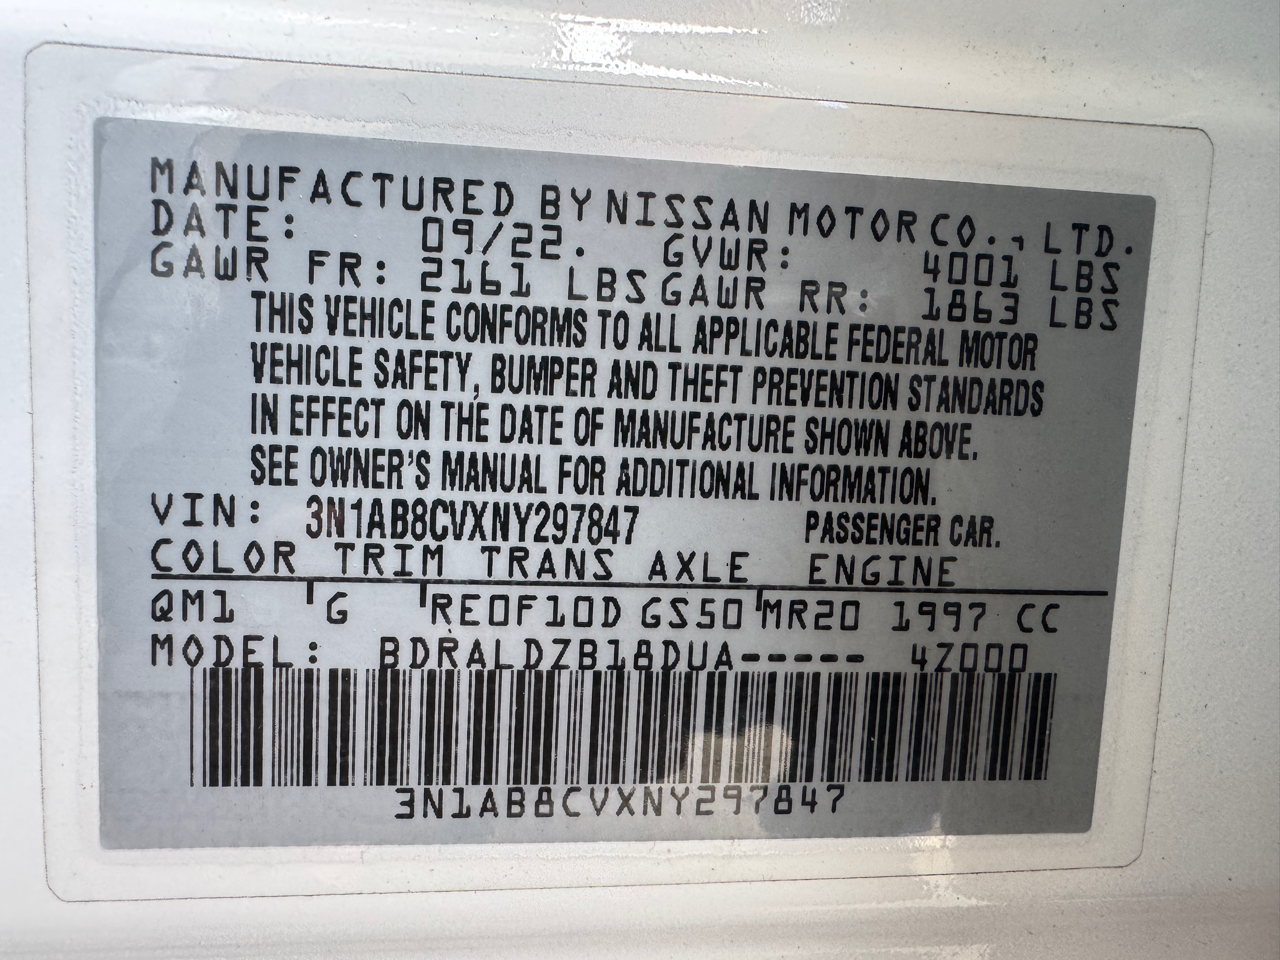 MANUFACTURED BY NISSAN MOTOR CO., LTD.
DATE: 09/22. GVWR: 4001 LBS
GAWR FR: 2161 LBS GAWR RR: 1863 LBS
THIS VEHICLE CONFORMS TO ALL APPLICABLE FEDERAL MOTOR
VEHICLE SAFETY, BUMPER AND THEFT PREVENTION STANDARDS
IN EFFECT ON THE DATE OF MANUFACTURE SHOWN ABOVE.
SEE OWNER'S MANUAL FOR ADDITIONAL INFORMATION.
VIN: 3N1AB8CVXNY297847 PASSENGER CAR.
COLOR TRIM TRANS AXLE ENGINE
QM1 G RE0F10D GS50 MR20 1997 CC
MODEL: BDRALDZB18DUA----- 4Z000
3N1AB8CVXNY297847